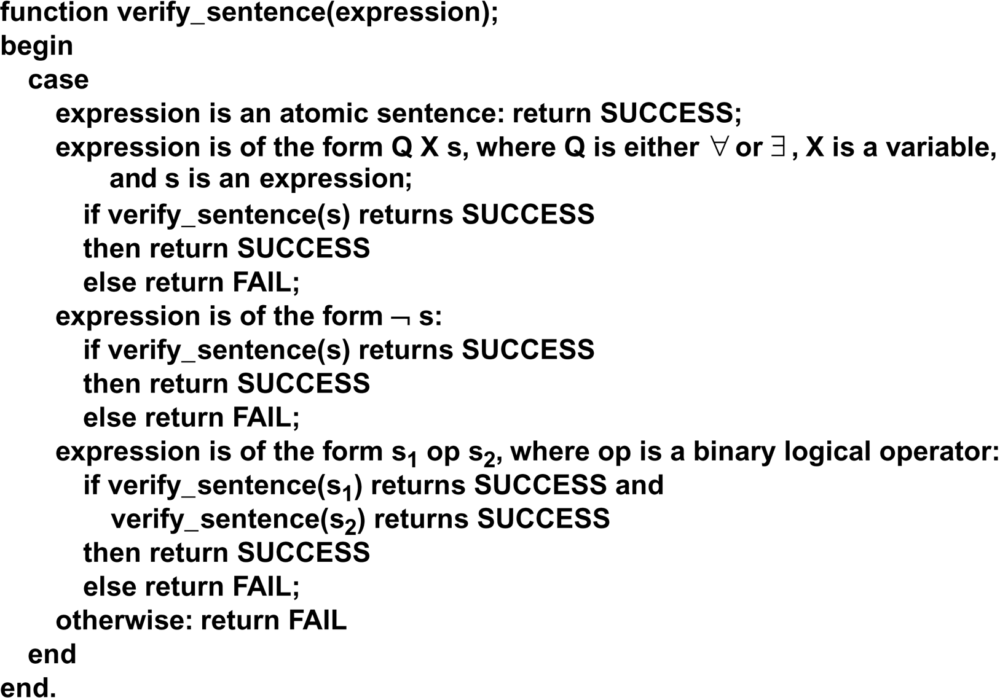 function verify_sentence(expression);
begin
case
expression is an atomic sentence: return SUCCESS;
expression is of the form Q X s, where Q is either ∀ or ∃ , X is a variable,
and s is an expression;
if verify_sentence(s) returns SUCCESS
then return SUCCESS
else return FAIL;
expression is of the form ¬ s:
if verify_sentence(s) returns SUCCESS
then return SUCCESS
else return FAIL;
expression is of the form s₁ op s₂, where op is a binary logical operator:
if verify_sentence(s₁) returns SUCCESS and
verify_sentence(s₂) returns SUCCESS
then return SUCCESS
else return FAIL;
otherwise: return FAIL
end
end.